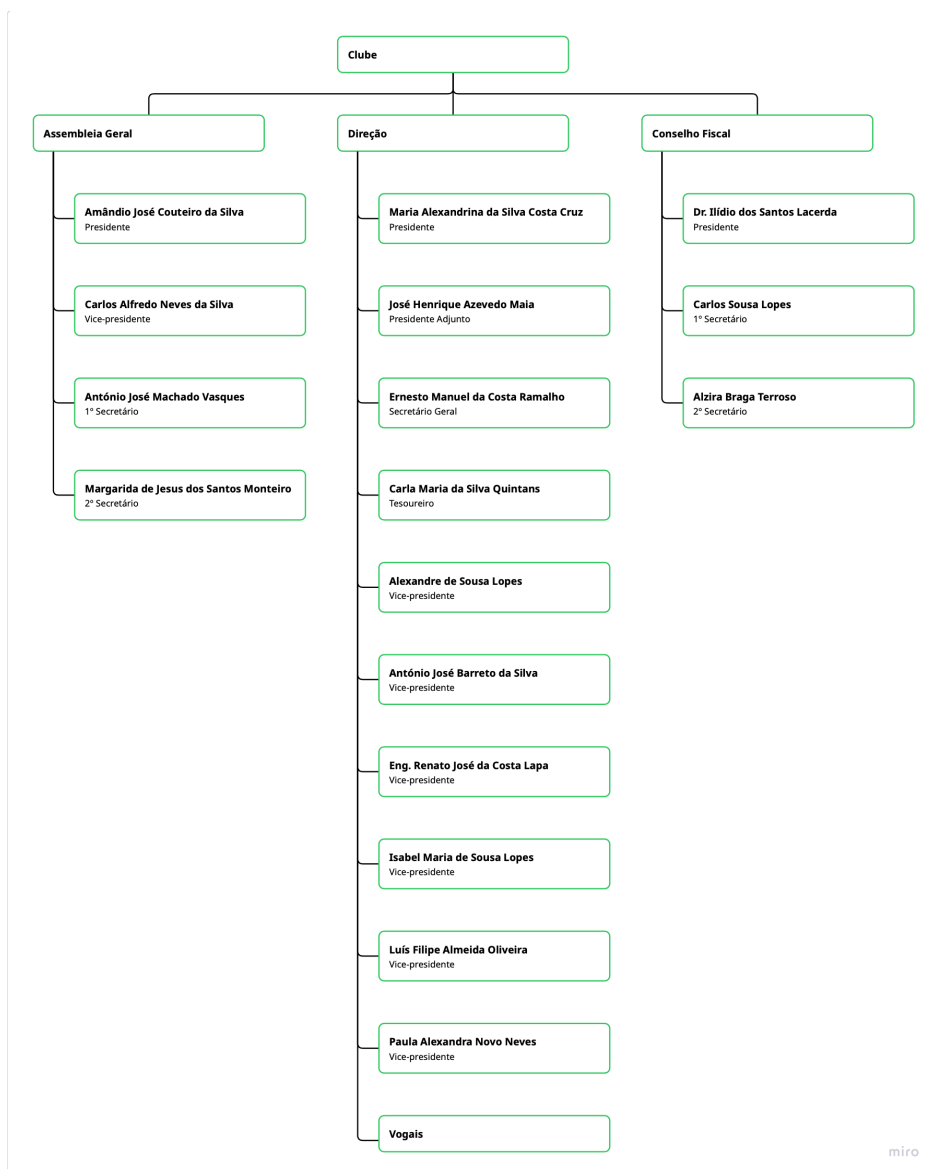 Clube
Assembleia Geral
Amândio José Couteiro da Silva
Presidente
Carlos Alfredo Neves da Silva
Vice-presidente
António José Machado Vasques
1º Secretário
Margarida de Jesus dos Santos Monteiro
2º Secretário
Direção
Maria Alexandrina da Silva Costa Cruz
Presidente
José Henrique Azevedo Maia
Presidente Adjunto
Ernesto Manuel da Costa Ramalho
Secretário Geral
Carla Maria da Silva Quintans
Tesoureiro
Alexandre de Sousa Lopes
Vice-presidente
António José Barreto da Silva
Vice-presidente
Eng. Renato José da Costa Lapa
Vice-presidente
Isabel Maria de Sousa Lopes
Vice-presidente
Luís Filipe Almeida Oliveira
Vice-presidente
Paula Alexandra Novo Neves
Vice-presidente
Vogais
Conselho Fiscal
Dr. Ilídio dos Santos Lacerda
Presidente
Carlos Sousa Lopes
1º Secretário
Alzira Braga Terroso
2º Secretário
miro